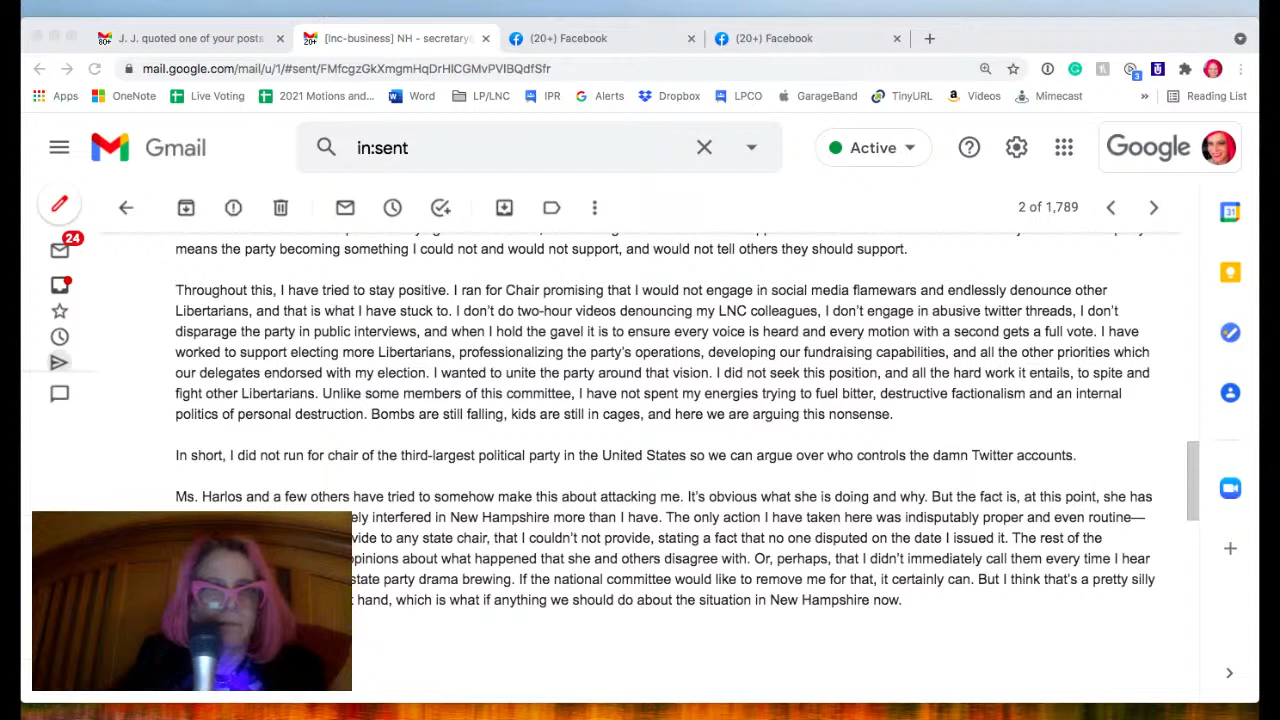 80+ J. J. quoted one of your posts
20+ [lnc-business] NH - secretary@
(20+) Facebook
(20+) Facebook
mail.google.com/mail/u/1/#sent/FMfcgzGkXmgmHqDrHlCGMvPVIBQdfSfr
3
Apps OneNote Live Voting 2021 Motions and... Word LP/LNC IPR Alerts Dropbox LPCO GarageBand TinyURL Videos Mimecast » Reading List
Gmail in:sent Active Google
24
2 of 1,789
31
means the party becoming something I could not and would not support, and would not tell others they should support.
Throughout this, I have tried to stay positive. I ran for Chair promising that I would not engage in social media flamewars and endlessly denounce other
Libertarians, and that is what I have stuck to. I don't do two-hour videos denouncing my LNC colleagues, I don't engage in abusive twitter threads, I don't
disparage the party in public interviews, and when I hold the gavel it is to ensure every voice is heard and every motion with a second gets a full vote. I have
worked to support electing more Libertarians, professionalizing the party's operations, developing our fundraising capabilities, and all the other priorities which
our delegates endorsed with my election. I wanted to unite the party around that vision. I did not seek this position, and all the hard work it entails, to spite and
fight other Libertarians. Unlike some members of this committee, I have not spent my energies trying to fuel bitter, destructive factionalism and an internal
politics of personal destruction. Bombs are still falling, kids are still in cages, and here we are arguing this nonsense.
In short, I did not run for chair of the third-largest political party in the United States so we can argue over who controls the damn Twitter accounts.
Ms. Harlos and a few others have tried to somehow make this about attacking me. It's obvious what she is doing and why. But the fact is, at this point, she has
ely interfered in New Hampshire more than I have. The only action I have taken here was indisputably proper and even routine—
vide to any state chair, that I couldn't not provide, stating a fact that no one disputed on the date I issued it. The rest of the
opinions about what happened that she and others disagree with. Or, perhaps, that I didn't immediately call them every time I hear
state party drama brewing. If the national committee would like to remove me for that, it certainly can. But I think that's a pretty silly
t hand, which is what if anything we should do about the situation in New Hampshire now.